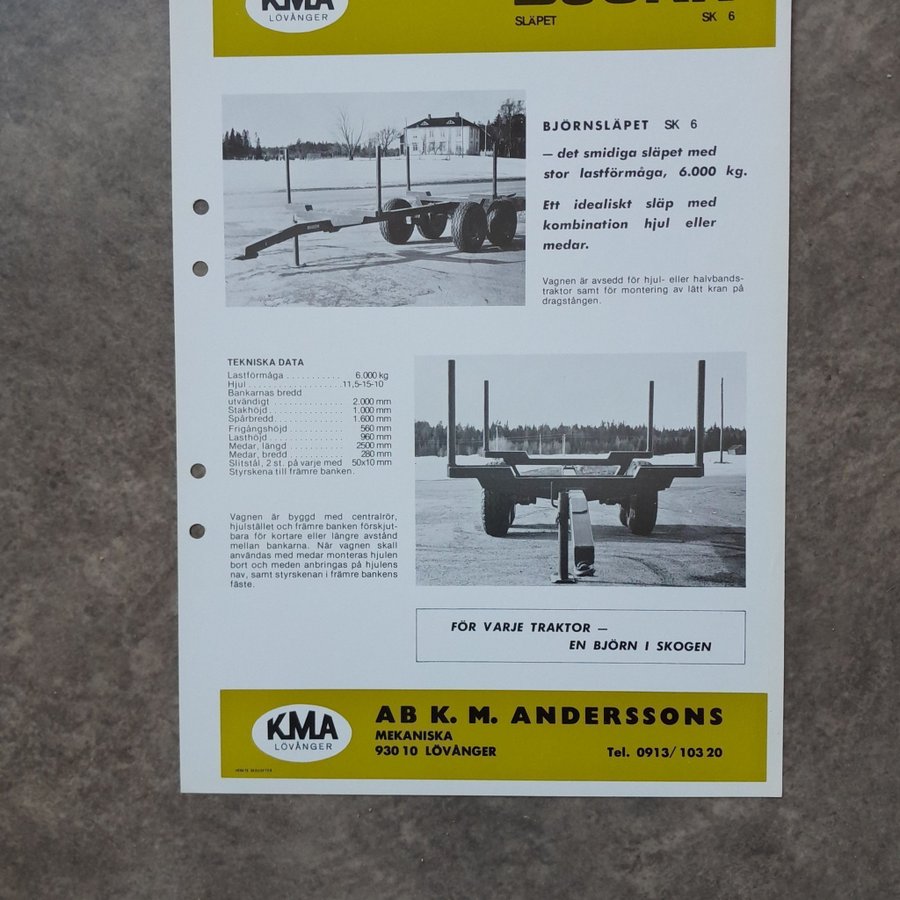 KMA
LÖVÅNGER
BJÖRN
SLÄPET SK 6
BJÖRNSLÄPET SK 6
— det smidiga släpet med
stor lastförmåga, 6.000 kg.
Ett idealiskt släp med
kombination hjul eller
medar.
Vagnen är avsedd för hjul- eller halvbands-
traktor samt för montering av lätt kran på
dragstången.
TEKNISKA DATA
Lastförmåga . . . . . . . . . . . 6.000 kg
Hjul . . . . . . . . . . . . . . . . . . . 11,5-15-10
Bankarnas bredd
utvändigt . . . . . . . . . . . . . . 2.000 mm
Stakhöjd . . . . . . . . . . . . . . 1.000 mm
Spårbredd . . . . . . . . . . . . . 1.600 mm
Frigångshöjd . . . . . . . . . . 560 mm
Lasthöjd . . . . . . . . . . . . . . 960 mm
Medar, längd . . . . . . . . . . 2500 mm
Medar, bredd . . . . . . . . . . 280 mm
Slitstål, 2 st. på varje med 50x10 mm
Styrskena till främre banken.
Vagnen är byggd med centralrör,
hjulstället och främre banken förskjut-
bara för kortare eller längre avstånd
mellan bankarna. När vagnen skall
användas med medar monteras hjulen
bort och meden anbringas på hjulens
nav, samt styrskenan i främre bankens
fäste.
FÖR VARJE TRAKTOR —
EN BJÖRN I SKOGEN
KMA
LÖVÅNGER
AB K. M. ANDERSSONS
MEKANISKA
930 10 LÖVÅNGER Tel. 0913/103 20